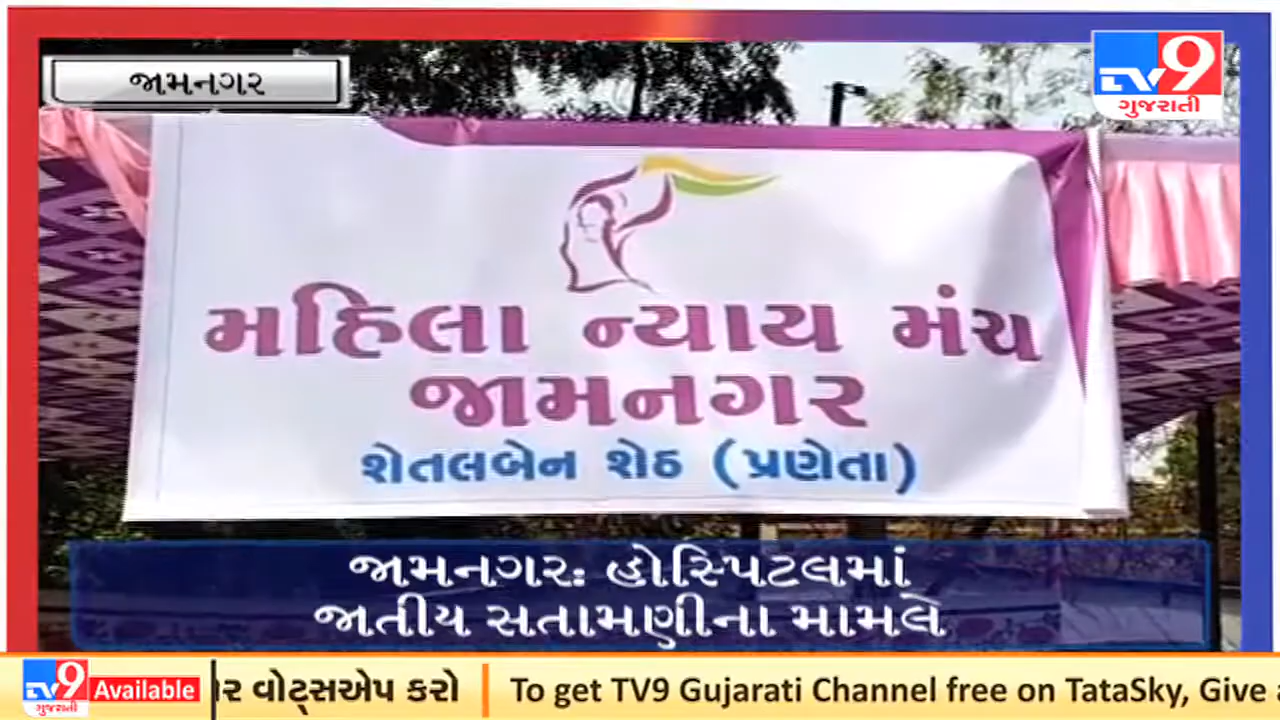 જામનગર
TV9
ગુજરાતી
મહિલા ન્યાય મંચ
જામનગર
શેતલબેન શેઠ (પ્રણેતા)
જામનગર: હોસ્પિટલમાં
જાતીય સતામણીના મામલે
TV9
ગુજરાતી
Available
વોટ્સએપ કરો
To get TV9 Gujarati Channel free on TataSky, Give